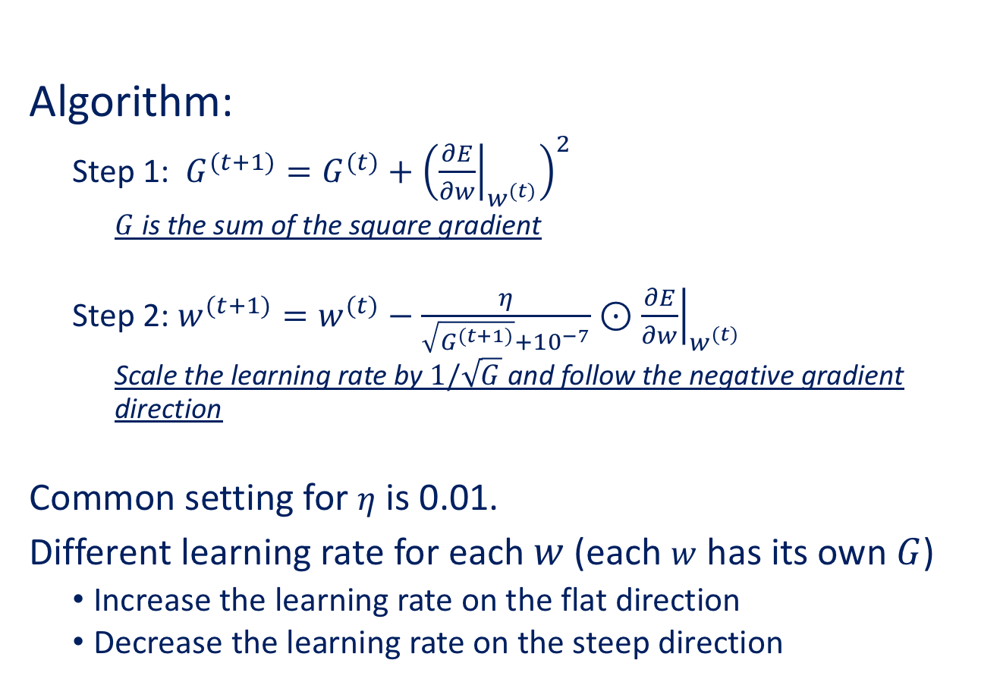 Algorithm:
Step 1: $G^{(t+1)} = G^{(t)} + \left(\frac{\partial E}{\partial w}\Big|_{w^{(t)}}\right)^2$
G is the sum of the square gradient
Step 2: $w^{(t+1)} = w^{(t)} - \frac{\eta}{\sqrt{G^{(t+1)}}+10^{-7}} \odot \frac{\partial E}{\partial w}\Big|_{w^{(t)}}$
Scale the learning rate by $1/\sqrt{G}$ and follow the negative gradient
direction
Common setting for η is 0.01.
Different learning rate for each w (each w has its own G)
• Increase the learning rate on the flat direction
• Decrease the learning rate on the steep direction